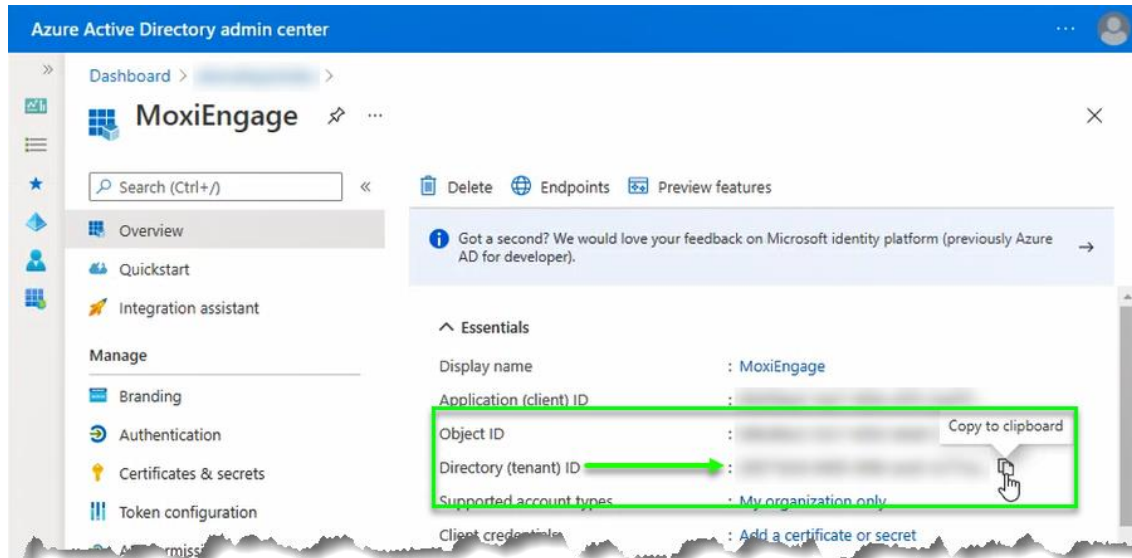 Azure Active Directory admin center
Dashboard > >
MoxiEngage
Search (Ctrl+/)
Overview
Quickstart
Integration assistant
Manage
Branding
Authentication
Certificates & secrets
Token configuration
Delete Endpoints Preview features
Got a second? We would love your feedback on Microsoft identity platform (previously Azure
AD for developer).
Essentials
Display name : MoxiEngage
Application (client) ID :
Object ID :
Copy to clipboard
Directory (tenant) ID :
Supported account types : My organization only
Client credentials : Add a certificate or secret